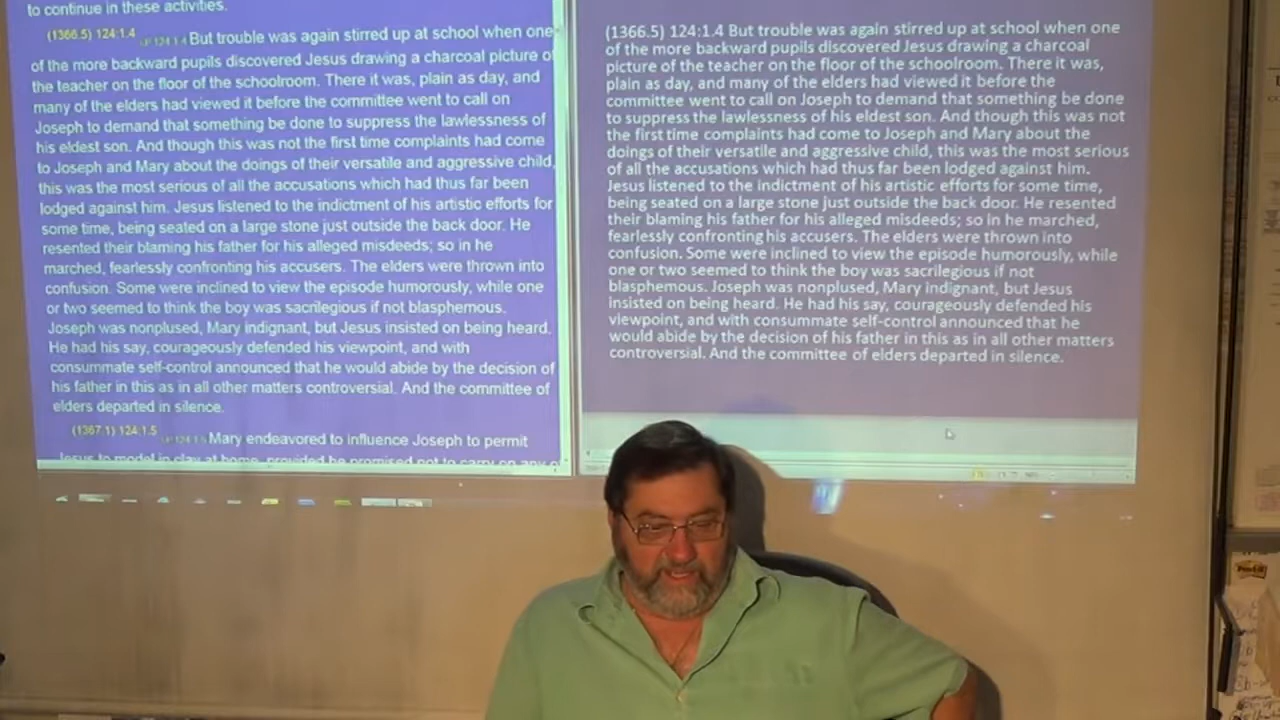 to continue in these activities.
(1366.5) 124:1.4 But trouble was again stirred up at school when one
of the more backward pupils discovered Jesus drawing a charcoal picture of
the teacher on the floor of the schoolroom. There it was, plain as day, and
many of the elders had viewed it before the committee went to call on
Joseph to demand that something be done to suppress the lawlessness of
his eldest son. And though this was not the first time complaints had come
to Joseph and Mary about the doings of their versatile and aggressive child,
this was the most serious of all the accusations which had thus far been
lodged against him. Jesus listened to the indictment of his artistic efforts for
some time, being seated on a large stone just outside the back door. He
resented their blaming his father for his alleged misdeeds; so in he
marched, fearlessly confronting his accusers. The elders were thrown into
confusion. Some were inclined to view the episode humorously, while one
or two seemed to think the boy was sacrilegious if not blasphemous.
Joseph was nonplused, Mary indignant, but Jesus insisted on being heard.
He had his say, courageously defended his viewpoint, and with
consummate self-control announced that he would abide by the decision of
his father in this as in all other matters controversial. And the committee of
elders departed in silence.
(1367.1) 124:1.5 Mary endeavored to influence Joseph to permit
Jesus to model in clay at home, provided he promised not to carry on any of
(1366.5) 124:1.4 But trouble was again stirred up at school when one
of the more backward pupils discovered Jesus drawing a charcoal
picture of the teacher on the floor of the schoolroom. There it was,
plain as day, and many of the elders had viewed it before the
committee went to call on Joseph to demand that something be done
to suppress the lawlessness of his eldest son. And though this was not
the first time complaints had come to Joseph and Mary about the
doings of their versatile and aggressive child, this was the most serious
of all the accusations which had thus far been lodged against him.
Jesus listened to the indictment of his artistic efforts for some time,
being seated on a large stone just outside the back door. He resented
their blaming his father for his alleged misdeeds; so in he marched,
fearlessly confronting his accusers. The elders were thrown into
confusion. Some were inclined to view the episode humorously, while
one or two seemed to think the boy was sacrilegious if not
blasphemous. Joseph was nonplused, Mary indignant, but Jesus
insisted on being heard. He had his say, courageously defended his
viewpoint, and with consummate self-control announced that he
would abide by the decision of his father in this as in all other matters
controversial. And the committee of elders departed in silence.
Post-it